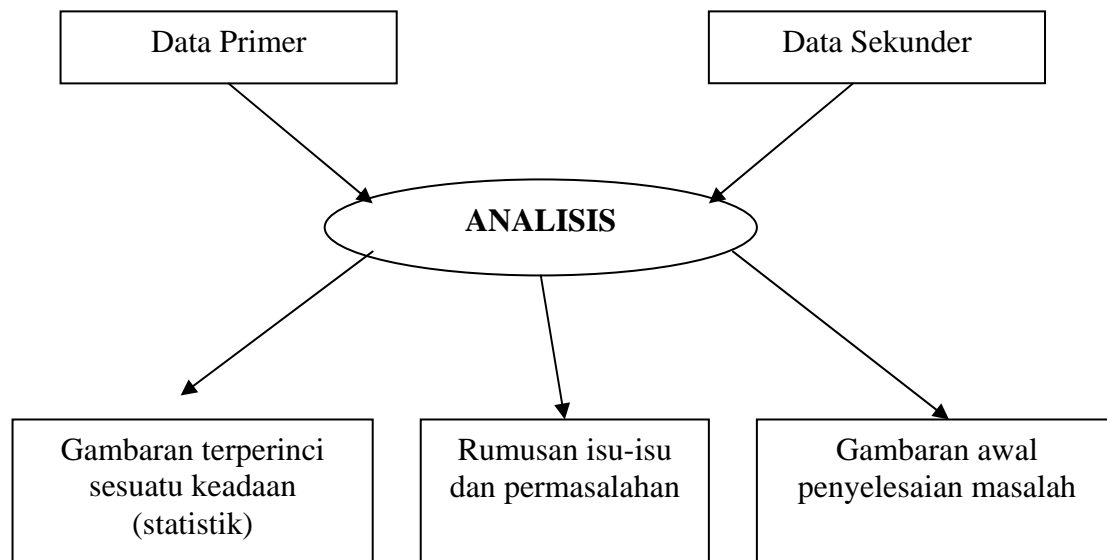 Data Primer
Data Sekunder
ANALISIS
Gambaran terperinci
sesuatu keadaan
(statistik)
Rumusan isu-isu
dan permasalahan
Gambaran awal
penyelesaian masalah